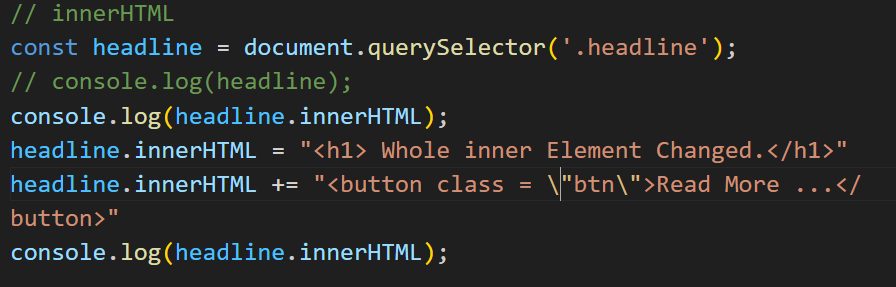 // innerHTML
const headline = document.querySelector('.headline');
// console.log(headline);
console.log(headline.innerHTML);
headline.innerHTML = "<h1> Whole inner Element Changed.</h1>"
headline.innerHTML += "<button class = \"btn\">Read More ...</
button>"
console.log(headline.innerHTML);